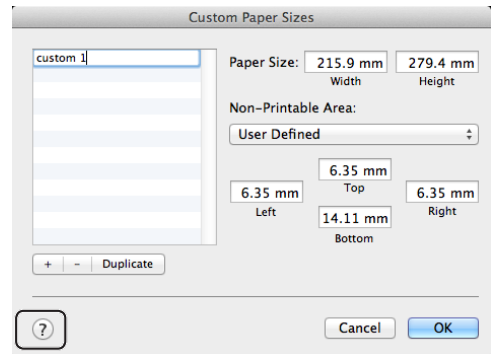 Custom Paper Sizes
custom 1
Paper Size: 215.9 mm 279.4 mm
Width Height
Non-Printable Area:
User Defined
6.35 mm
Top
6.35 mm 6.35 mm
Left Right
14.11 mm
Bottom
+ - Duplicate
? Cancel OK